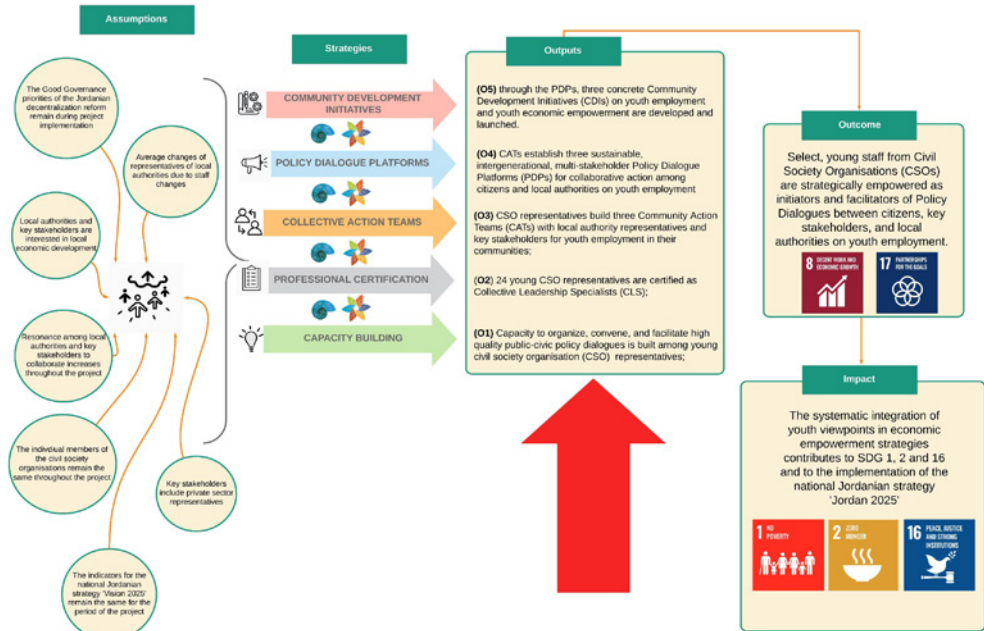 Assumptions
The Good Governance
priorities of the Jordanian
decentralization reform
remain during project
implementation
Average changes of
representatives of local
authorities due to staff
changes
Local authorities and
key stakeholders are
interested in local
economic development
Resonance among local
authorities and key
stakeholders to
collaborate increases
throughout the project
The indivdiual members
of the civil society
organisations remain the
same throughout the project
Key stakeholders
include private sector
representatives
The indicators for the
national Jordanian
strategy 'Vision 2025'
remain the same for the
period of the project
Strategies
COMMUNITY DEVELOPMENT
INITIATIVES
POLICY DIALOGUE PLATFORMS
COLLECTIVE ACTION TEAMS
PROFESSIONAL CERTIFICATION
CAPACITY BUILDING
Outputs
(O5) through the PDPs, three concrete Community
Development Initiatives (CDIs) on youth employment
and youth economic empowerment are developed and
launched.
(O4) CATs establish three sustainable,
intergenerational, multi-stakeholder Policy Dialogue
Platforms (PDPs) for collaborative action among
citizens and local authorities on youth employment
(O3) CSO representatives build three Community
Action Teams (CATs) with local authority representatives and
key stakeholders for youth employment in their
communities;
(O2) 24 young CSO representatives are certified as
Collective Leadership Specialists (CLS);
(O1) Capacity to organize, convene, and facilitate high
quality public-civic policy dialogues is built among young
civil society organisation (CSO) representatives;
Outcome
Select, young staff from Civil
Society Organisations (CSOs)
are strategically empowered as
initiators and facilitators of Policy
Dialogues between citizens, key
stakeholders, and local
authorities on youth employment.
8 DECENT WORK AND
ECONOMIC GROWTH
17 PARTNERSHIPS
FOR THE GOALS
Impact
The systematic integration of
youth viewpoints in economic
empowerment strategies
contributes to SDG 1, 2 and 16
and to the implementation of the
national Jordanian strategy
'Jordan 2025'
1 NO
POVERTY
2 ZERO
HUNGER
16 PEACE, JUSTICE
AND STRONG
INSTITUTIONS